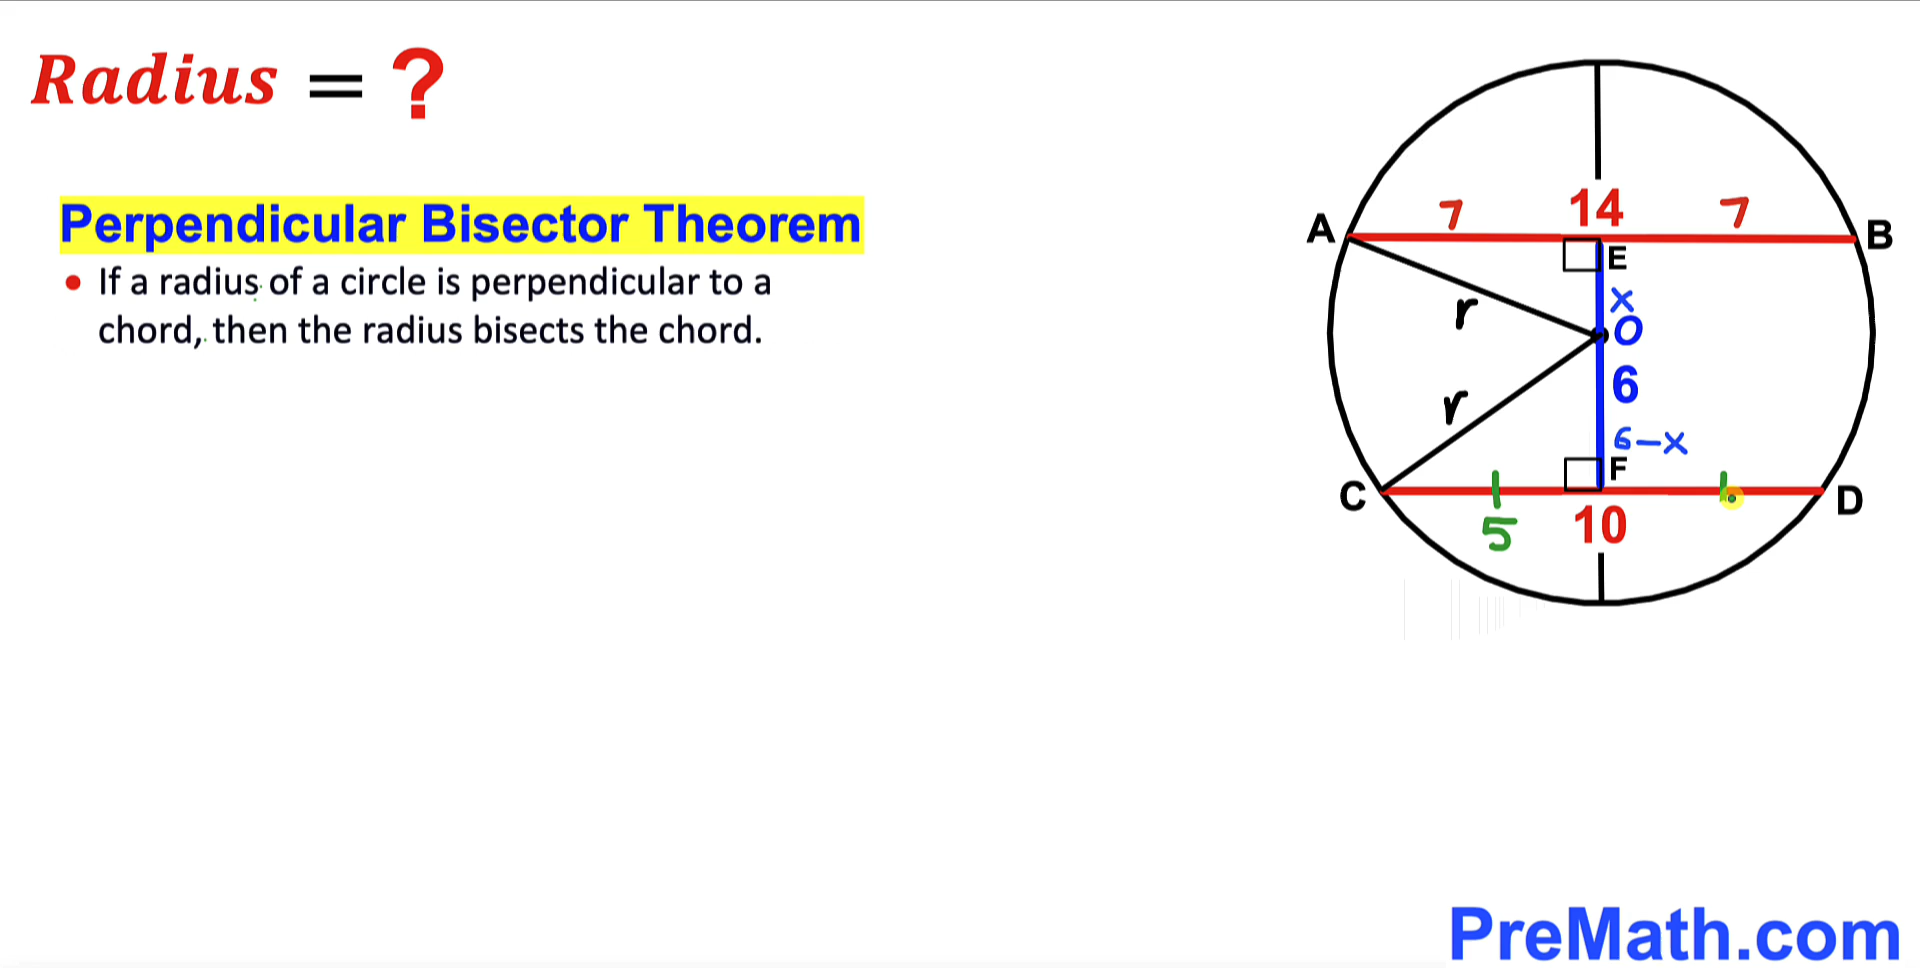 Radius = ?
Perpendicular Bisector Theorem
• If a radius of a circle is perpendicular to a
chord, then the radius bisects the chord.
7 14 7
A B
E
x
r O
6
r
6-x
F
C D
5 10
PreMath.com